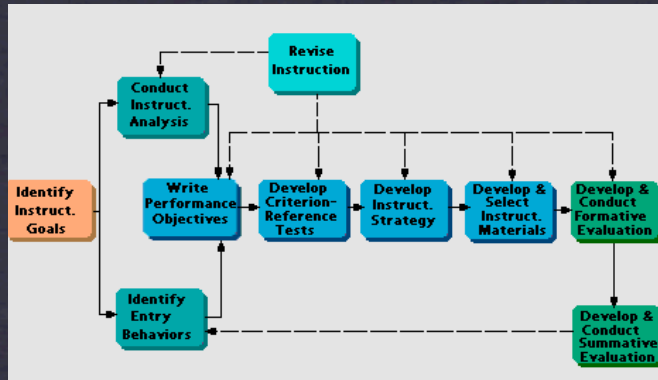 Revise
Instruction
Conduct
Instruct.
Analysis
Identify
Instruct.
Goals
Write
Performance
Objectives
Develop
Criterion-
Reference
Tests
Develop
Instruct.
Strategy
Develop &
Select
Instruct.
Materials
Develop &
Conduct
Formative
Evaluation
Identify
Entry
Behaviors
Develop &
Conduct
Summative
Evaluation